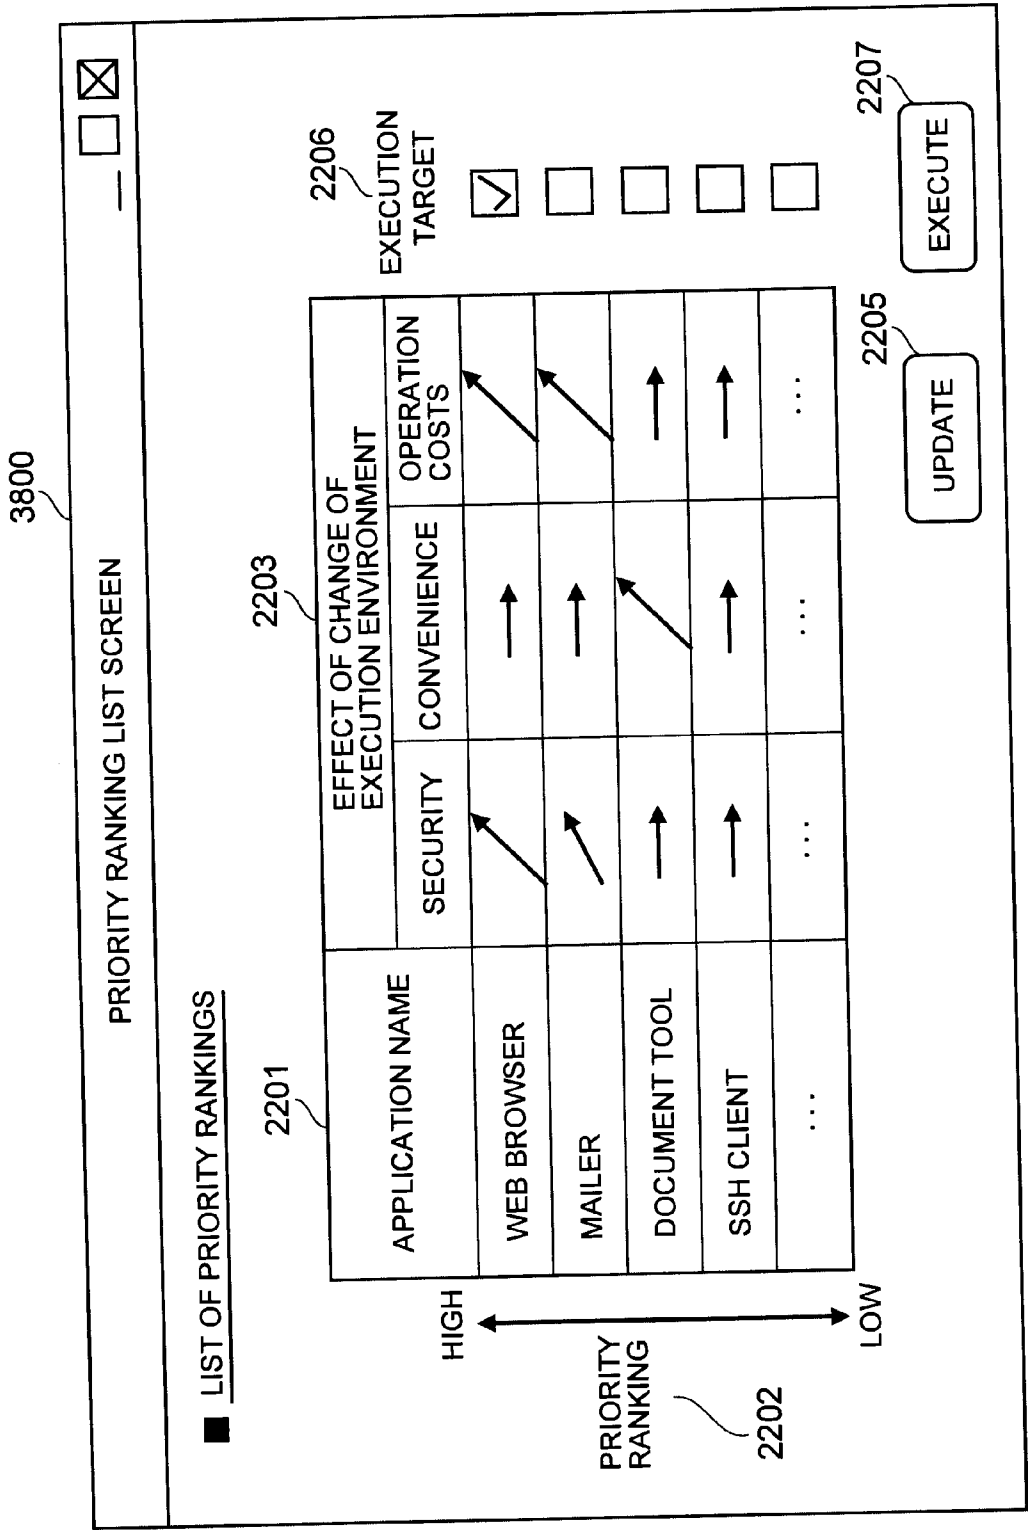 3800
PRIORITY RANKING LIST SCREEN
LIST OF PRIORITY RANKINGS
2201
2203
2206
APPLICATION NAME
EFFECT OF CHANGE OF
EXECUTION ENVIRONMENT
SECURITY
CONVENIENCE
OPERATION
COSTS
EXECUTION
TARGET
HIGH
PRIORITY
RANKING
LOW
2202
WEB BROWSER
MAILER
DOCUMENT TOOL
SSH CLIENT
... ... ... ...
2205
UPDATE
2207
EXECUTE